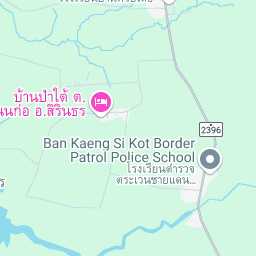 บ้านป่าใต้ ต.
นนก่อ อ.สิรินธร
2396
Ban Kaeng Si Kot Border
Patrol Police School
โรงเรียนตำรวจ
ตระเวนชายแดน...